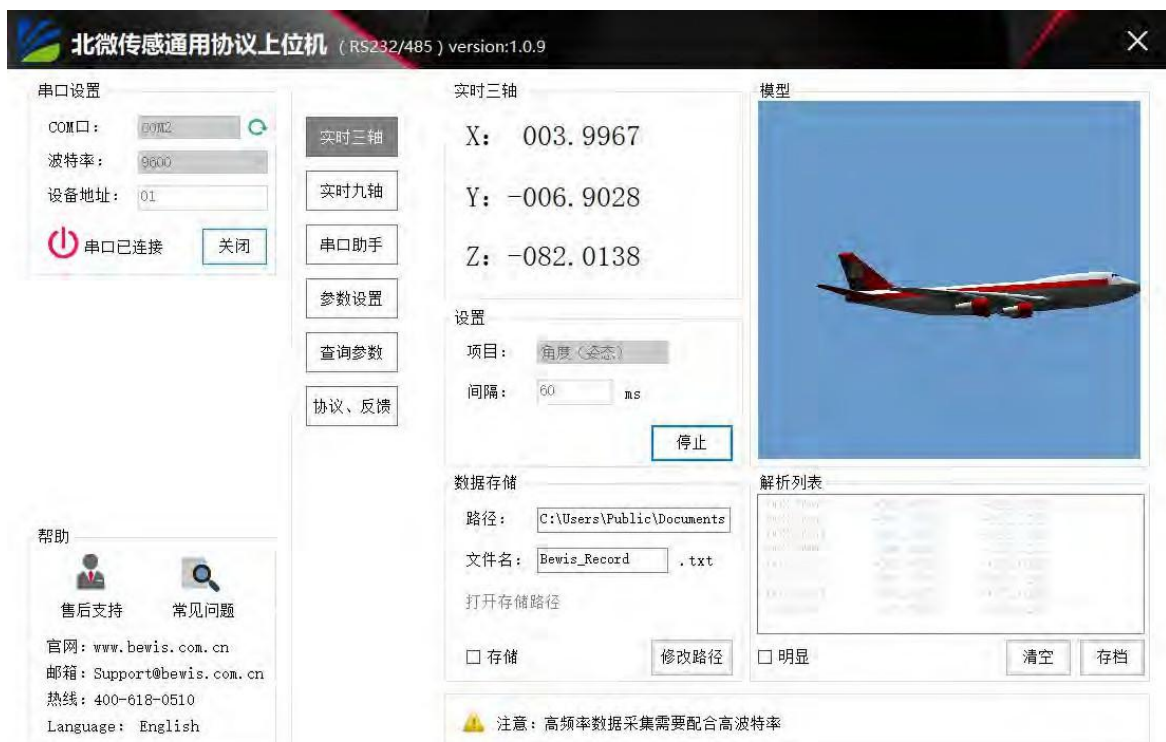 北微传感通用协议上位机 (RS232/485) version:1.0.9
串口设置
COM口: COM2
波特率: 9600
设备地址: 01
串口已连接 关闭
实时三轴
实时九轴
串口助手
参数设置
查询参数
协议、反馈
帮助
售后支持 常见问题
官网: www.bewis.com.cn
邮箱: Support@bewis.com.cn
热线: 400-618-0510
Language: English
实时三轴
X: 003.9967
Y: -006.9028
Z: -082.0138
设置
项目: 角度(姿态)
间隔: 60 ms
停止
数据存储
路径: C:\Users\Public\Documents
文件名: Bewis_Record .txt
打开存储路径
存储 修改路径
模型
解析列表
明显 清空 存档
注意: 高频率数据采集需要配合高波特率